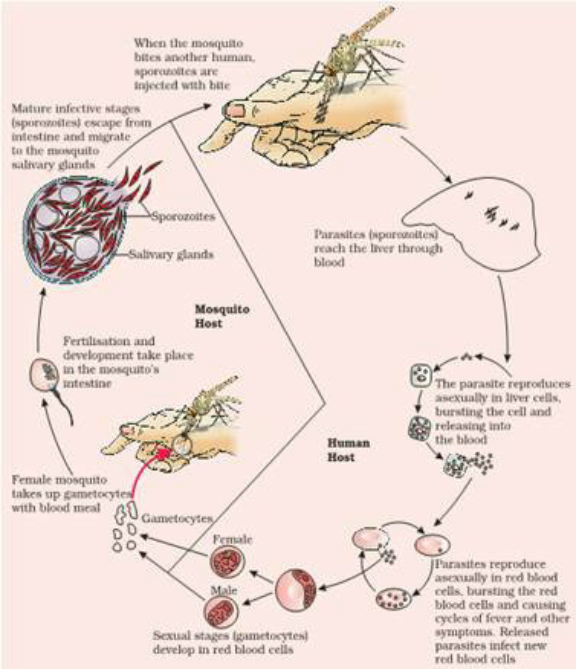 When the mosquito
bites another human,
sporozoites are
injected with bite
Mature infective stages
(sporozoites) escape from
intestine and migrate
to the mosquito
salivary glands
Sporozoites
Salivary glands
Parasites (sporozoites)
reach the liver through
blood
Mosquito
Host
Fertilisation and
development take place
in the mosquito's
intestine
The parasite reproduces
asexually in liver cells,
bursting the cell and
releasing into
the blood
Human
Host
Female mosquito
takes up gametocytes
with blood meal
Gametocytes
Female
Male
Sexual stages (gametocytes)
develop in red blood cells
Parasites reproduce
asexually in red blood
cells, bursting the red
blood cells and causing
cycles of fever and other
symptoms. Released
parasites infect new
red blood cells